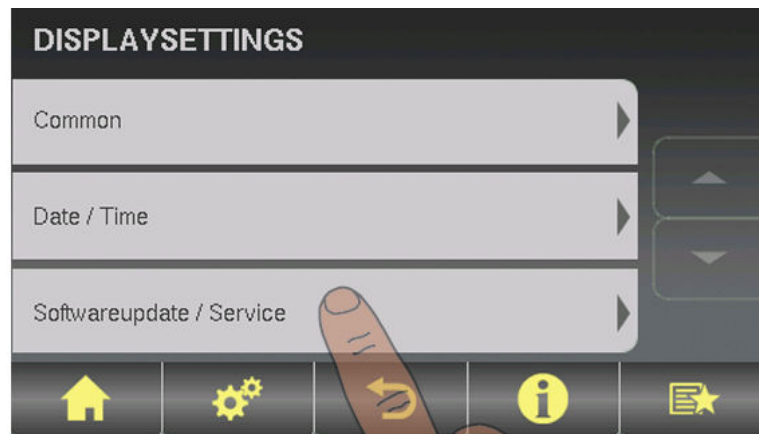 DISPLAYSETTINGS
Common
Date / Time
Softwareupdate / Service